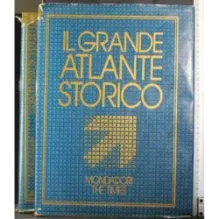 IL GRANDE
ATLANTE
STORICO
MONDADORI
THE TIMES